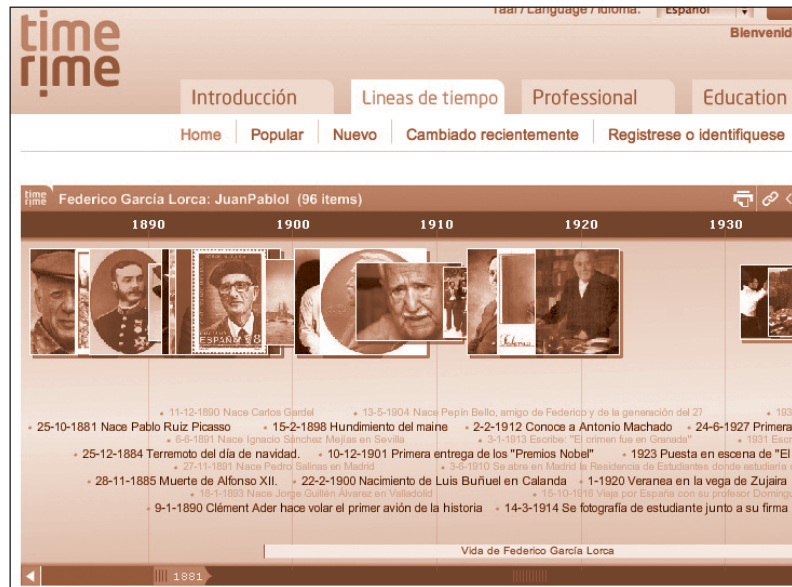 Taal / Language / Idioma: Español
time
rime
Bienvenid
Introducción Lineas de tiempo Professional Education
Home Popular Nuevo Cambiado recientemente Registrese o identifiquese
time
rime
Federico García Lorca: JuanPablol (96 items)
1890 1900 1910 1920 1930
ESPAÑA 28
Federico
• 11-12-1890 Nace Carlos Gardel • 13-5-1904 Nace Pepín Bello, amigo de Federico y de la generación del 27 • 193
• 25-10-1881 Nace Pablo Ruiz Picasso • 15-2-1898 Hundimiento del maine • 2-2-1912 Conoce a Antonio Machado • 24-6-1927 Primera
• 6-6-1891 Nace Ignacio Sánchez Mejías en Sevilla • 3-1-1913 Escribe: "El crimen fue en Granada" • 1931 Escri
• 25-12-1884 Terremoto del día de navidad. • 10-12-1901 Primera entrega de los "Premios Nobel" • 1923 Puesta en escena de "El
• 27-11-1891 Nace Pedro Salinas en Madrid • 3-6-1910 Se abre en Madrid la Residencia de Estudiantes donde estudiaría
• 28-11-1885 Muerte de Alfonso XII. • 22-2-1900 Nacimiento de Luis Buñuel en Calanda • 1-1920 Veranea en la vega de Zujaira
• 18-1-1893 Nace Jorge Guillén Álvarez en Valladolid • 15-10-1916 Viaja por España con su profesor Domíngu
• 9-1-1890 Clément Ader hace volar el primer avión de la historia • 14-3-1914 Se fotografía de estudiante junto a su firma
Vida de Federico García Lorca
1881